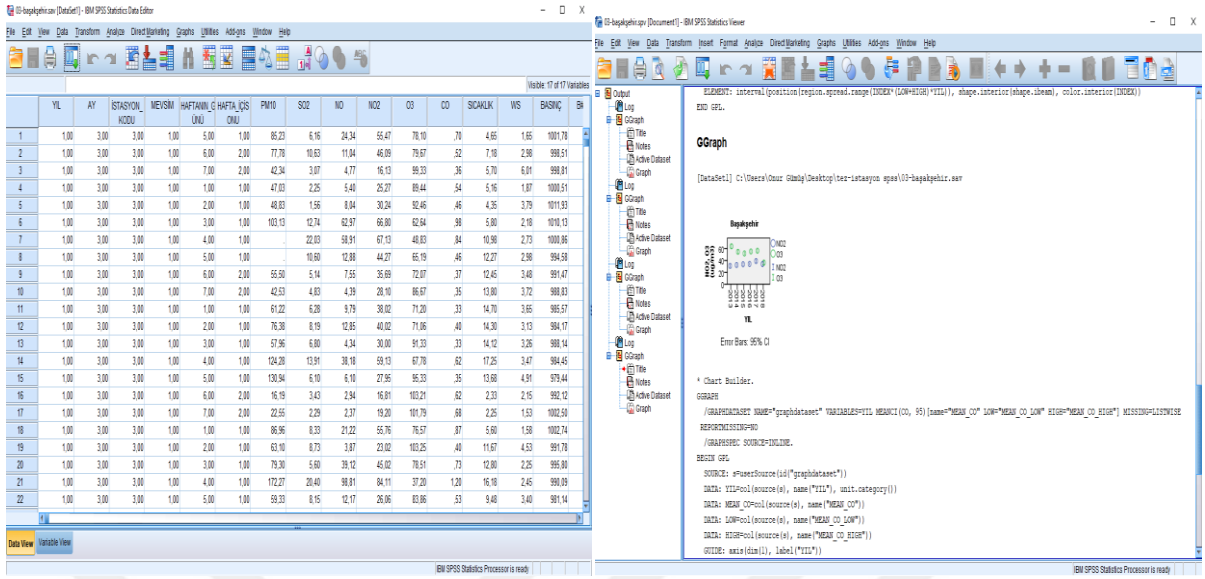 03-başakşehir.sav [DataSet1] - IBM SPSS Statistics Data Editor
File Edit View Data Transform Analyze Direct Marketing Graphs Utilities Add-ons Window Help
Visible: 17 of 17 Variables
YIL AY İSTASYON_KODU MEVSİM HAFTANIN_GÜNÜ HAFTA_İÇİSONU PM10 SO2 NO NO2 O3 CO SICAKLIK WS BASINÇ
1 1,00 3,00 3,00 1,00 5,00 1,00 85,23 6,16 24,34 55,47 78,10 ,70 4,65 1,65 1001,78
2 1,00 3,00 3,00 1,00 6,00 2,00 77,78 10,63 11,04 46,09 79,67 ,52 7,18 2,98 998,51
3 1,00 3,00 3,00 1,00 7,00 2,00 42,34 3,07 4,77 16,13 99,33 ,36 5,70 6,01 998,81
4 1,00 3,00 3,00 1,00 1,00 1,00 47,03 2,25 5,40 25,27 89,44 ,54 5,16 1,87 1000,51
5 1,00 3,00 3,00 1,00 2,00 1,00 48,83 1,56 8,04 30,24 92,46 ,46 4,35 3,79 1011,93
6 1,00 3,00 3,00 1,00 3,00 1,00 103,13 12,74 62,97 66,80 62,64 ,98 5,80 2,18 1010,13
7 1,00 3,00 3,00 1,00 4,00 1,00 . 22,03 58,91 67,13 48,83 ,84 10,98 2,73 1000,86
8 1,00 3,00 3,00 1,00 5,00 1,00 . 10,60 12,88 44,27 65,19 ,46 12,27 2,98 994,58
9 1,00 3,00 3,00 1,00 6,00 2,00 55,50 5,14 7,55 35,69 72,07 ,37 12,45 3,48 991,47
10 1,00 3,00 3,00 1,00 7,00 2,00 42,53 4,83 4,39 28,10 86,67 ,35 13,80 3,72 988,83
11 1,00 3,00 3,00 1,00 1,00 1,00 61,22 6,28 9,79 38,02 71,20 ,33 14,70 3,65 985,57
12 1,00 3,00 3,00 1,00 2,00 1,00 76,38 8,19 12,85 40,02 71,06 ,40 14,30 3,13 984,17
13 1,00 3,00 3,00 1,00 3,00 1,00 57,96 6,80 4,34 30,00 91,33 ,33 14,12 3,26 988,14
14 1,00 3,00 3,00 1,00 4,00 1,00 124,28 13,91 38,18 59,13 67,78 ,62 17,25 3,47 984,45
15 1,00 3,00 3,00 1,00 5,00 1,00 130,94 6,10 6,10 27,95 95,33 ,35 13,68 4,91 979,44
16 1,00 3,00 3,00 1,00 6,00 2,00 16,19 3,43 2,94 16,81 103,21 ,62 2,33 2,15 992,12
17 1,00 3,00 3,00 1,00 7,00 2,00 22,55 2,29 2,37 19,20 101,79 ,68 2,25 1,53 1002,50
18 1,00 3,00 3,00 1,00 1,00 1,00 86,96 8,33 21,22 55,76 76,57 ,87 5,60 1,58 1002,74
19 1,00 3,00 3,00 1,00 2,00 1,00 63,10 8,73 3,87 23,02 103,25 ,40 11,67 4,53 991,78
20 1,00 3,00 3,00 1,00 3,00 1,00 79,30 5,60 39,12 45,02 78,51 ,73 12,80 2,25 995,80
21 1,00 3,00 3,00 1,00 4,00 1,00 172,27 20,40 98,81 84,11 37,20 1,20 16,18 2,45 990,09
22 1,00 3,00 3,00 1,00 5,00 1,00 59,33 8,15 12,17 26,06 83,86 ,53 9,48 3,40 981,14
Data View Variable View
IBM SPSS Statistics Processor is ready
03-başakşehir.spv [Document1] - IBM SPSS Statistics Viewer
File Edit View Data Transform Insert Format Analyze Direct Marketing Graphs Utilities Add-ons Window Help
Output
Log
GGraph
Title
Notes
Active Dataset
Graph
Log
GGraph
Title
Notes
Active Dataset
Graph
Log
GGraph
Title
Notes
Active Dataset
Graph
Log
GGraph
Title
Notes
Active Dataset
Graph
ELEMENT: interval(position(region.spread.range(INDEX*(LOW+HIGH)*YIL)), shape.interior(shape.ibeam), color.interior(INDEX))
END GPL.
GGraph
[DataSet1] C:\Users\Onur Gümüş\Desktop\tez-istasyon spss\03-başakşehir.sav
Başakşehir
NO2, O3
60
40
20
0
NO2
O3
NO2
O3
2013 2014 2015 2016 2017 2018
YIL
Error Bars: 95% CI
* Chart Builder.
GGRAPH
/GRAPHDATASET NAME="graphdataset" VARIABLES=YIL MEANCI(CO, 95)[name="MEAN_CO" LOW="MEAN_CO_LOW" HIGH="MEAN_CO_HIGH"] MISSING=LISTWISE
REPORTMISSING=NO
/GRAPHSPEC SOURCE=INLINE.
BEGIN GPL
SOURCE: s=userSource(id("graphdataset"))
DATA: YIL=col(source(s), name("YIL"), unit.category())
DATA: MEAN_CO=col(source(s), name("MEAN_CO"))
DATA: LOW=col(source(s), name("MEAN_CO_LOW"))
DATA: HIGH=col(source(s), name("MEAN_CO_HIGH"))
GUIDE: axis(dim(1), label("YIL"))
IBM SPSS Statistics Processor is ready